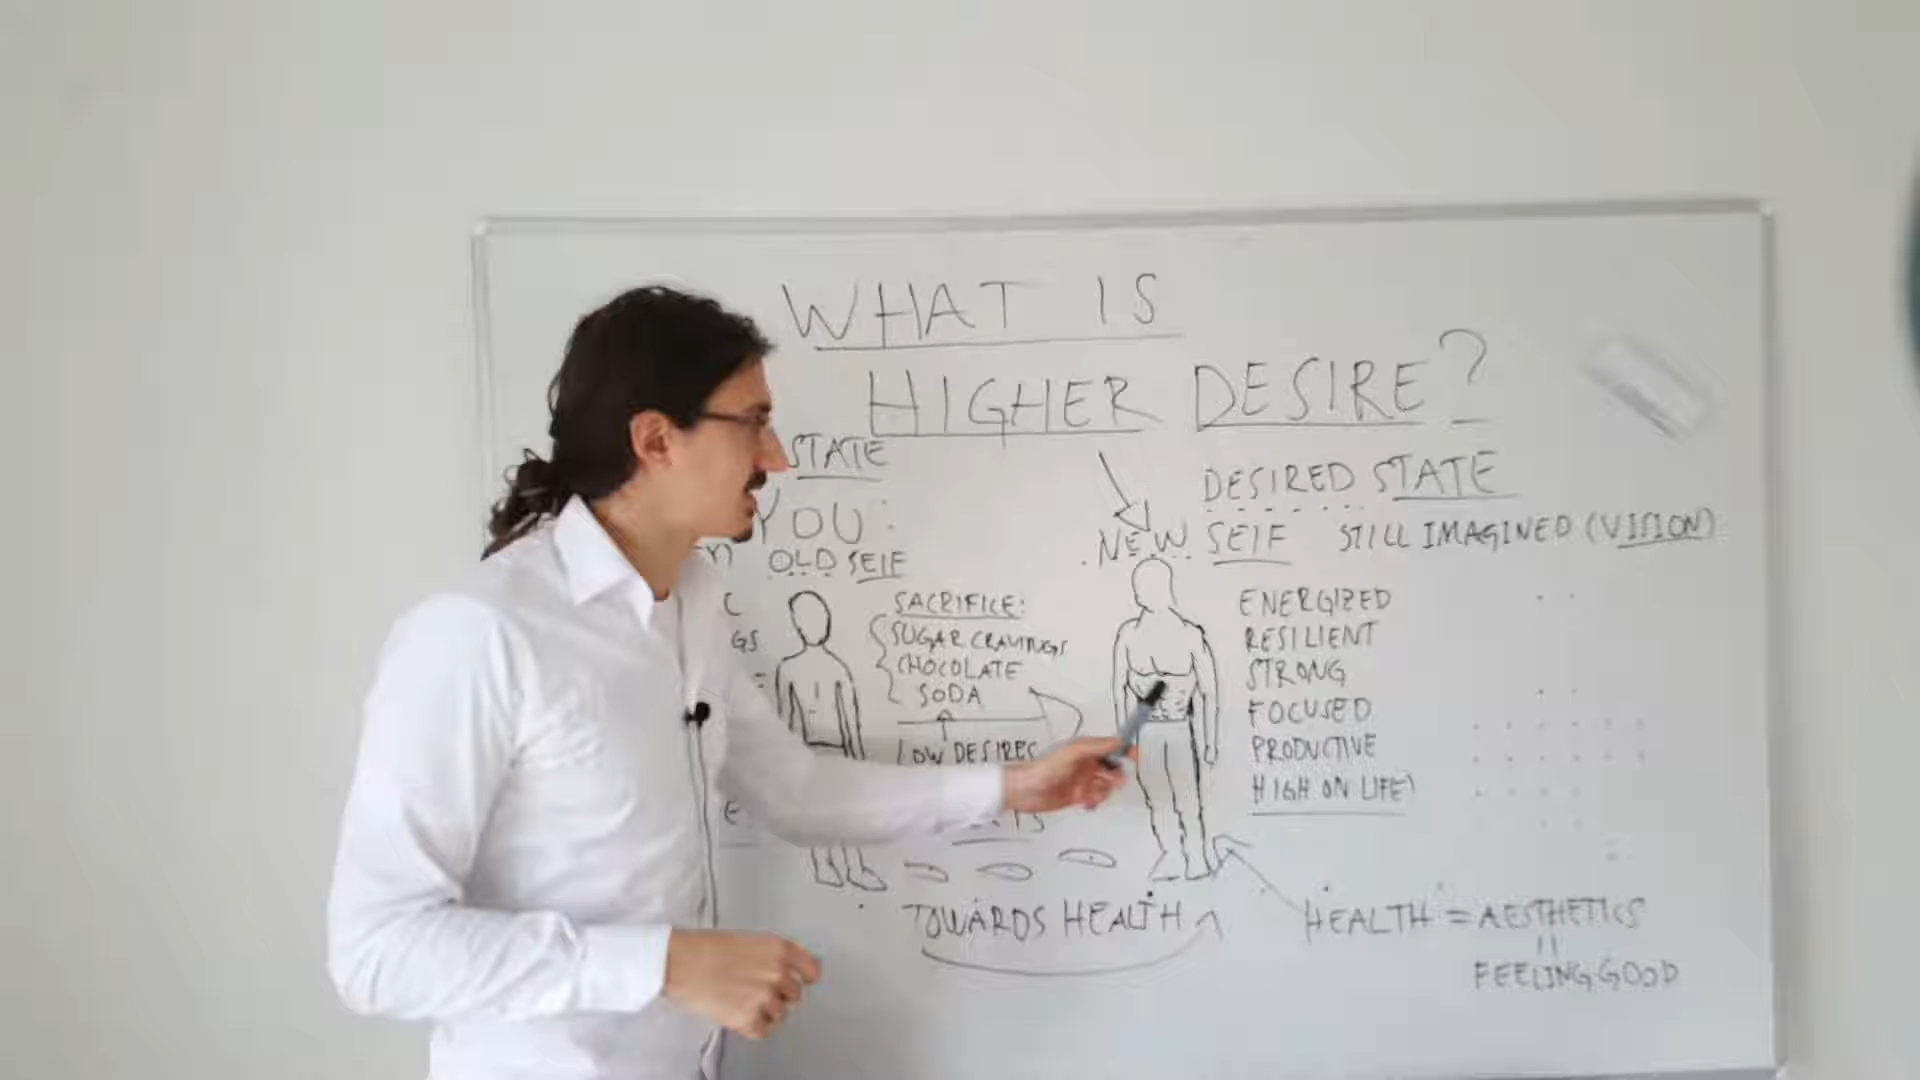 WHAT IS
HIGHER DESIRE?
STATE
YOU:
OLD SELF
SACRIFICE:
SUGAR CRAVINGS
CHOCOLATE
SODA
LOW DESIRES
TOWARDS HEALTH
DESIRED STATE
NEW SELF STILL IMAGINED (VISION)
ENERGIZED
RESILIENT
STRONG
FOCUSED
PRODUCTIVE
HIGH ON LIFE)
HEALTH = AESTHETICS
=
FEELING GOOD